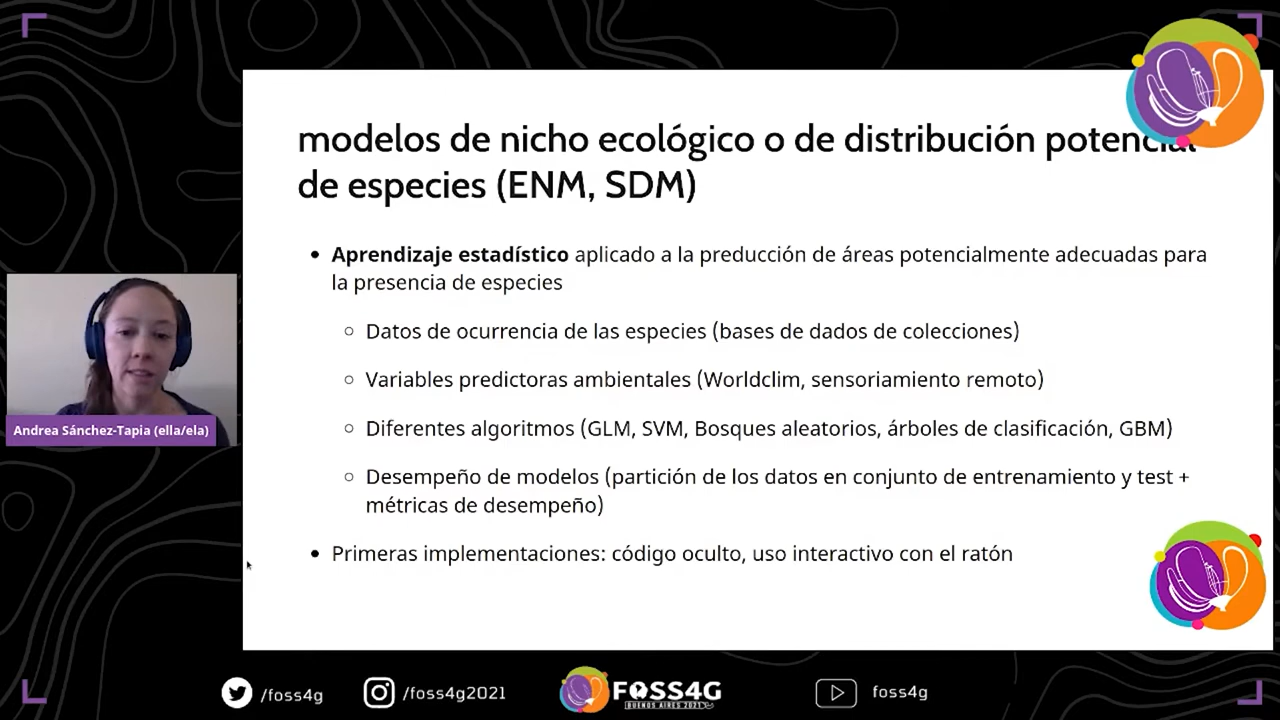 modelos de nicho ecológico o de distribución potencial
de especies (ENM, SDM)
Aprendizaje estadístico aplicado a la producción de áreas potencialmente adecuadas para
la presencia de especies
Datos de ocurrencia de las especies (bases de dados de colecciones)
Variables predictoras ambientales (Worldclim, sensoriamiento remoto)
Diferentes algoritmos (GLM, SVM, Bosques aleatorios, árboles de clasificación, GBM)
Desempeño de modelos (partición de los datos en conjunto de entrenamiento y test +
métricas de desempeño)
Primeras implementaciones: código oculto, uso interactivo con el ratón
Andrea Sánchez-Tapia (ella/ela)
/foss4g
/foss4g2021
FOSS4G
BUENOS AIRES 2021
foss4g